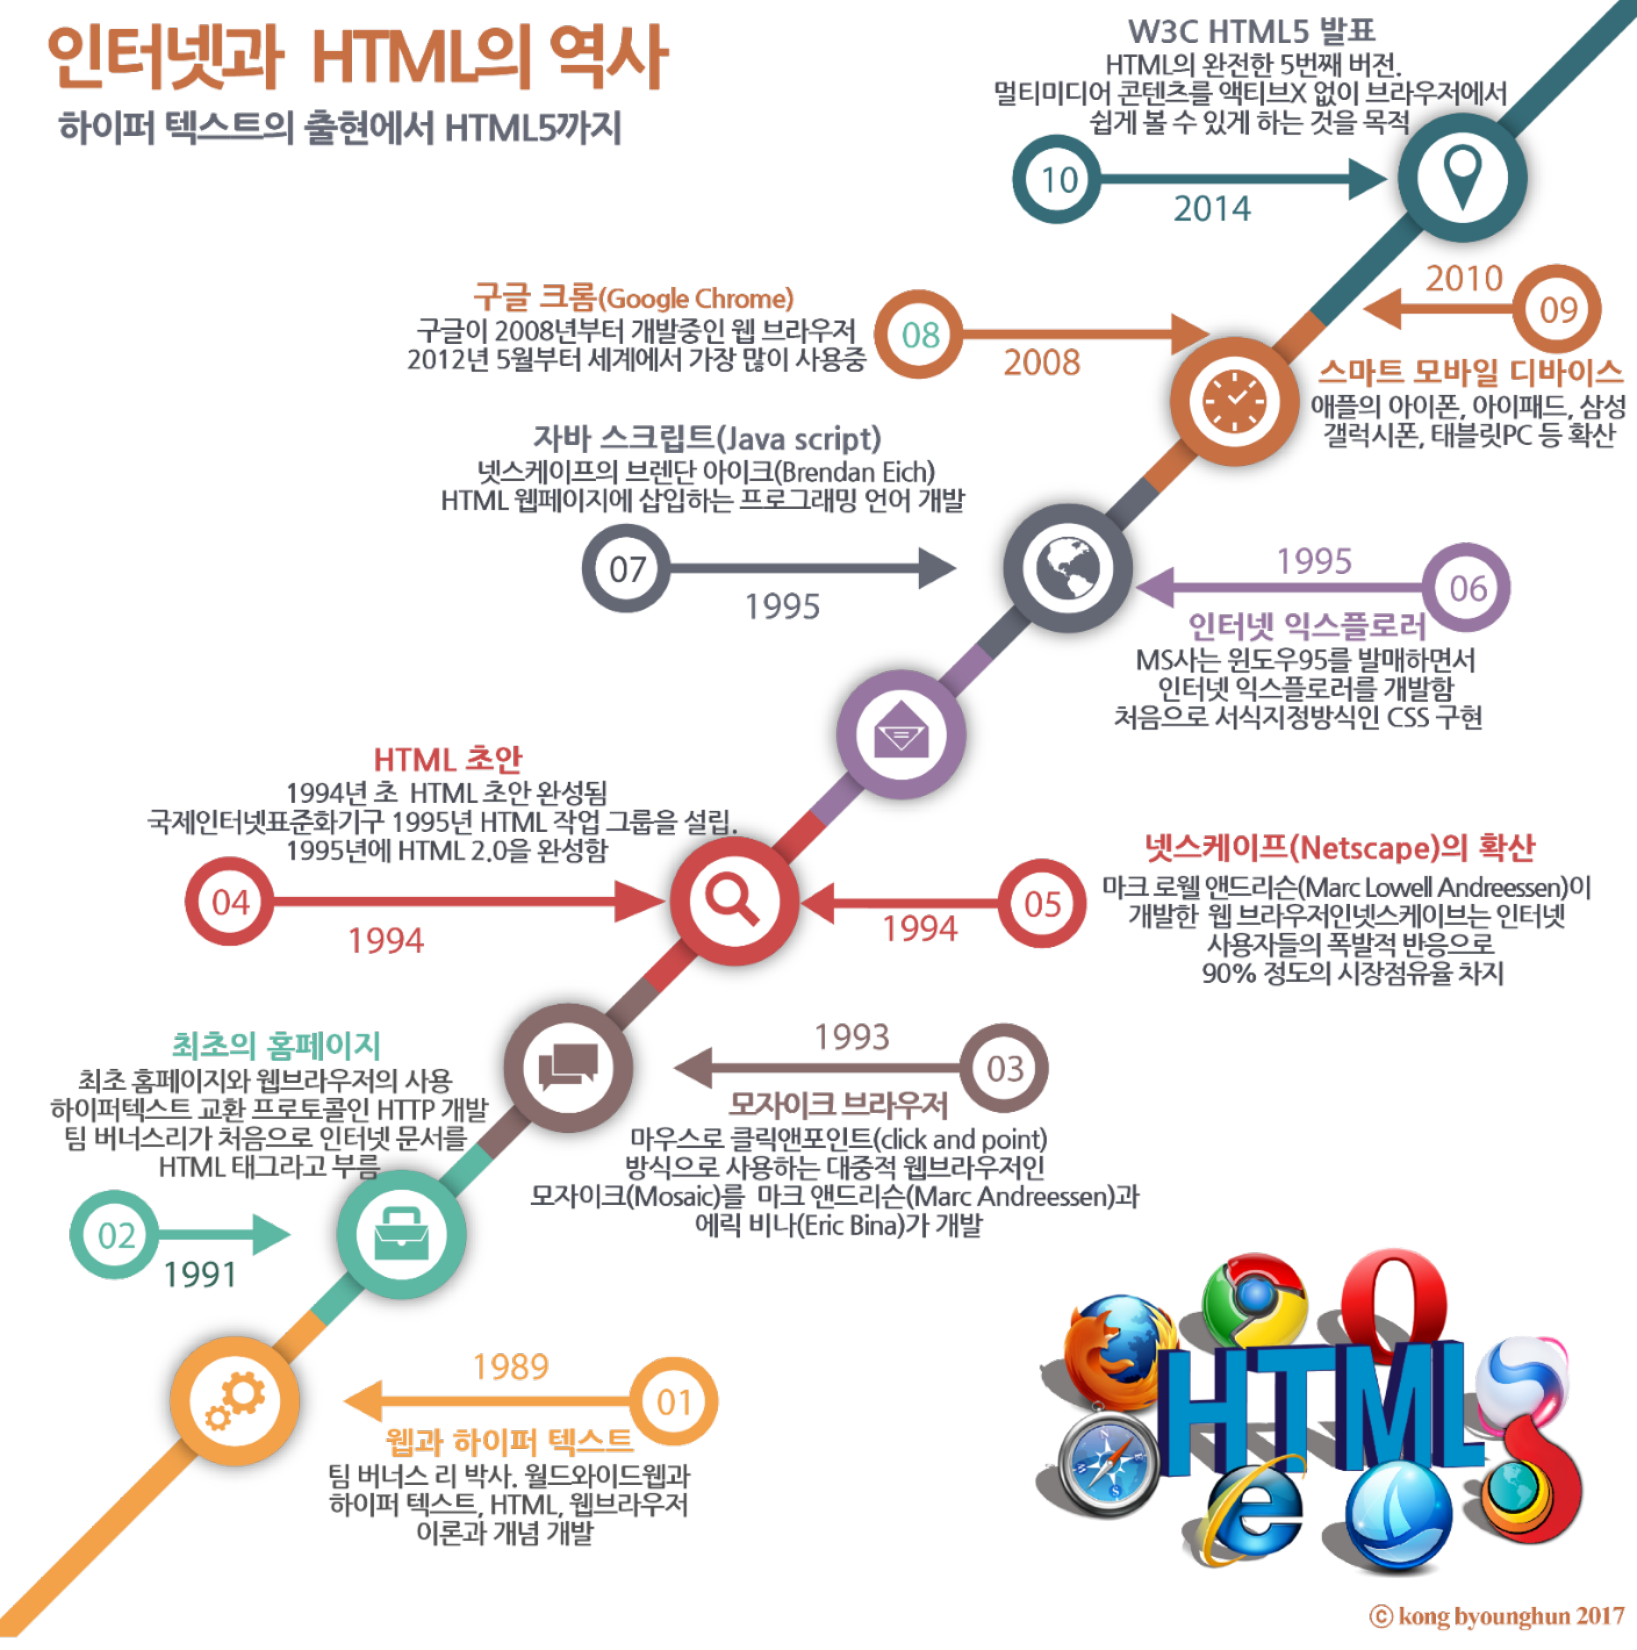 인터넷과 HTML의 역사
하이퍼 텍스트의 출현에서 HTML5까지
W3C HTML5 발표
HTML의 완전한 5번째 버전.
멀티미디어 콘텐츠를 액티브X 없이 브라우저에서
쉽게 볼 수 있게 하는 것을 목적
10
2014
2010
09
스마트 모바일 디바이스
애플의 아이폰, 아이패드, 삼성
갤럭시폰, 태블릿PC 등 확산
구글 크롬(Google Chrome)
구글이 2008년부터 개발중인 웹 브라우저
2012년 5월부터 세계에서 가장 많이 사용중
08
2008
자바 스크립트(Java script)
넷스케이프의 브렌단 아이크(Brendan Eich)
HTML 웹페이지에 삽입하는 프로그래밍 언어 개발
07
1995
1995
06
인터넷 익스플로러
MS사는 윈도우95를 발매하면서
인터넷 익스플로러를 개발함
처음으로 서식지정방식인 CSS 구현
HTML 초안
1994년 초 HTML 초안 완성됨
국제인터넷표준화기구 1995년 HTML 작업 그룹을 설립.
1995년에 HTML 2.0을 완성함
04
1994
1994
05
넷스케이프(Netscape)의 확산
마크 로웰 앤드리슨(Marc Lowell Andreessen)이
개발한 웹 브라우저인넷스케이브는 인터넷
사용자들의 폭발적 반응으로
90% 정도의 시장점유율 차지
1993
03
모자이크 브라우저
마우스로 클릭앤포인트(click and point)
방식으로 사용하는 대중적 웹브라우저인
모자이크(Mosaic)를 마크 앤드리슨(Marc Andreessen)과
에릭 비나(Eric Bina)가 개발
최초의 홈페이지
최초 홈페이지와 웹브라우저의 사용
하이퍼텍스트 교환 프로토콜인 HTTP 개발
팀 버너스리가 처음으로 인터넷 문서를
HTML 태그라고 부름
02
1991
1989
01
웹과 하이퍼 텍스트
팀 버너스 리 박사. 월드와이드웹과
하이퍼 텍스트, HTML, 웹브라우저
이론과 개념 개발
HTML
N
E
S
W
ⓒ kong byounghun 2017